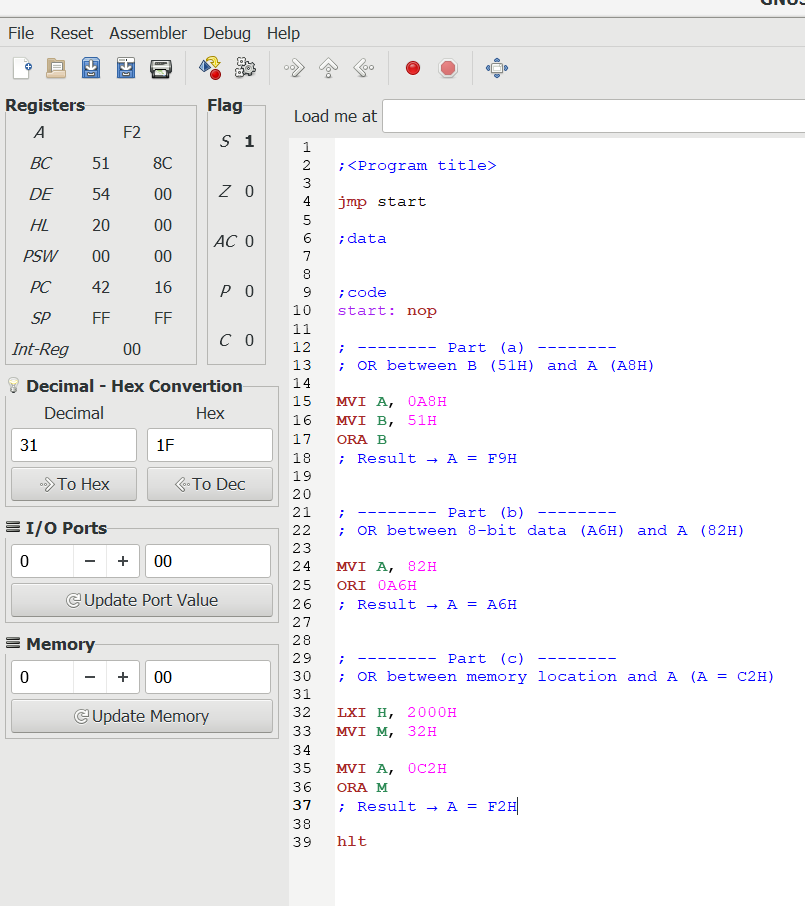 File Reset Assembler Debug Help
Registers
A F2
BC 51 8C
DE 54 00
HL 20 00
PSW 00 00
PC 42 16
SP FF FF
Int-Reg 00
Flag
S 1
Z 0
AC 0
P 0
C 0
Decimal - Hex Convertion
Decimal Hex
31 1F
To Hex To Dec
I/O Ports
0 − + 00
Update Port Value
Memory
0 − + 00
Update Memory
Load me at
1
2 ;<Program title>
3
4 jmp start
5
6 ;data
7
8
9 ;code
10 start: nop
11
12 ; -------- Part (a) --------
13 ; OR between B (51H) and A (A8H)
14
15 MVI A, 0A8H
16 MVI B, 51H
17 ORA B
18 ; Result → A = F9H
19
20
21 ; -------- Part (b) --------
22 ; OR between 8-bit data (A6H) and A (82H)
23
24 MVI A, 82H
25 ORI 0A6H
26 ; Result → A = A6H
27
28
29 ; -------- Part (c) --------
30 ; OR between memory location and A (A = C2H)
31
32 LXI H, 2000H
33 MVI M, 32H
34
35 MVI A, 0C2H
36 ORA M
37 ; Result → A = F2H
38
39 hlt